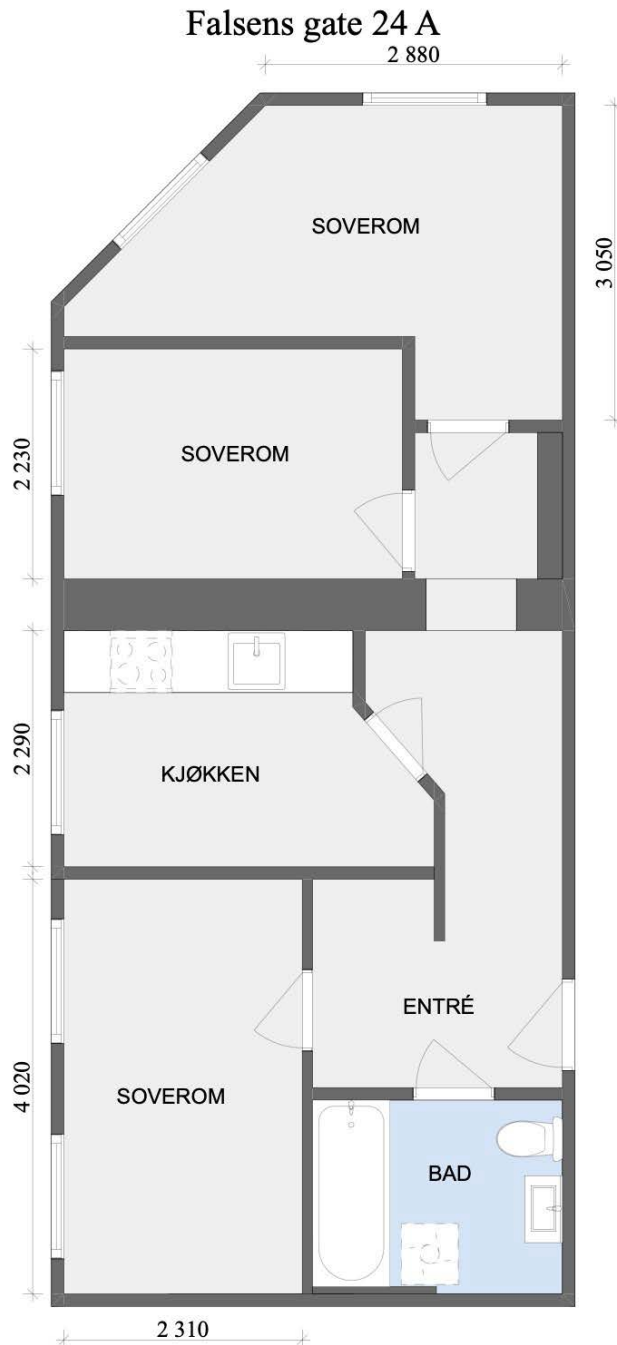 Falsens gate 24 A
2 880
SOVEROM
3 050
SOVEROM
2 230
KJØKKEN
2 290
ENTRÉ
SOVEROM
4 020
BAD
2 310